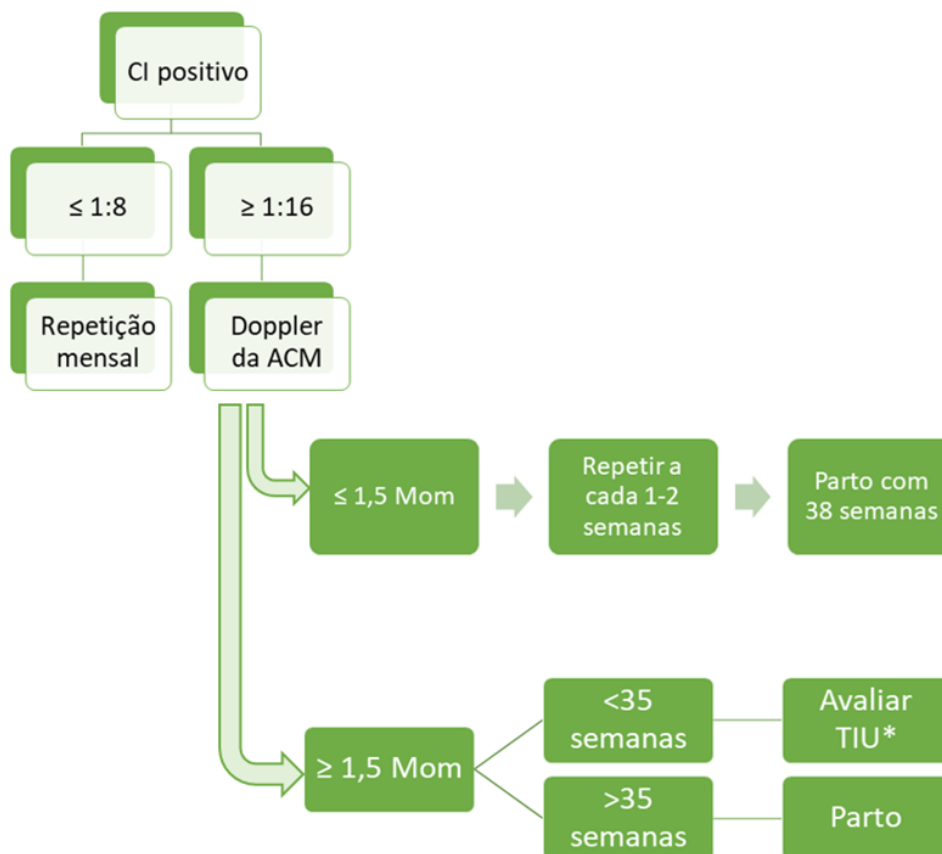 CI positivo
≤ 1:8
≥ 1:16
Repetição
mensal
Doppler
da ACM
≤ 1,5 Mom
Repetir a
cada 1-2
semanas
Parto com
38 semanas
≥ 1,5 Mom
<35
semanas
Avaliar
TIU*
>35
semanas
Parto